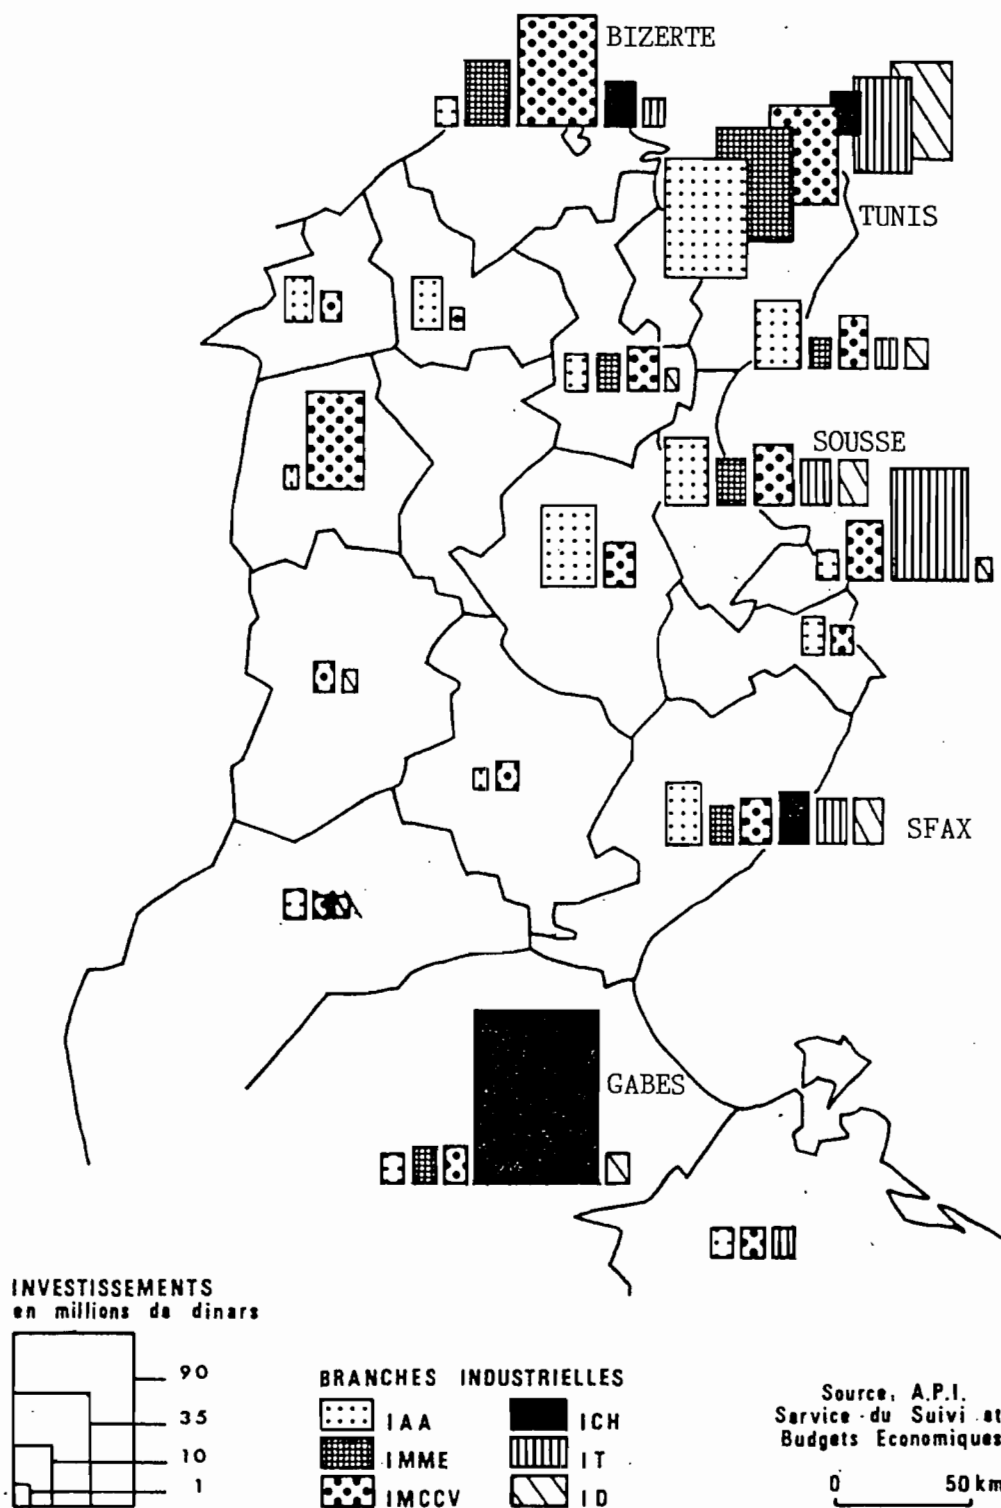 BIZERTE
TUNIS
SOUSSE
SFAX
GABES
INVESTISSEMENTS
en millions de dinars
90
35
10
1
BRANCHES INDUSTRIELLES
IAA
ICH
IMME
IT
IMCCV
ID
Source, A.P.I.
Service du Suivi et
Budgets Economiques
0 50 km